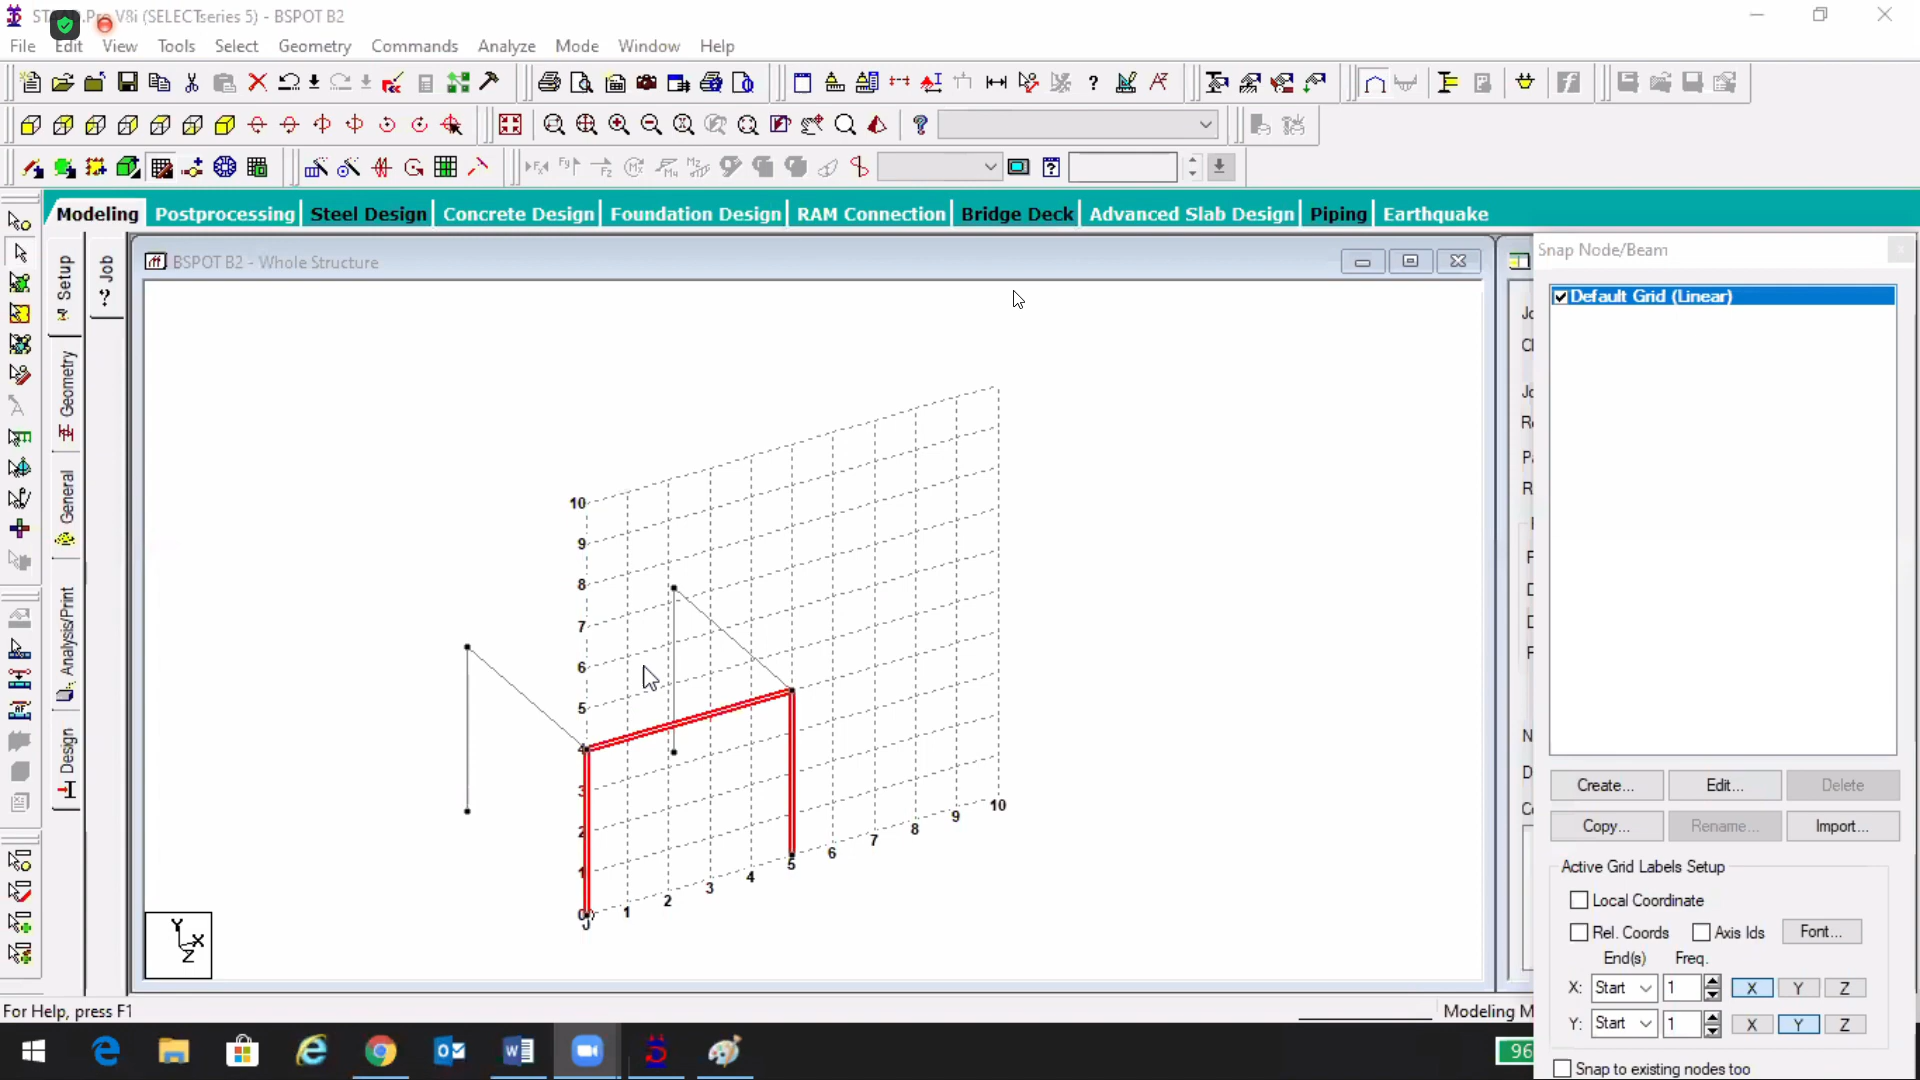 V8i (SELECTseries 5) - BSPOT B2
File Edit View Tools Select Geometry Commands Analyze Mode Window Help
Modeling Postprocessing Steel Design Concrete Design Foundation Design RAM Connection Bridge Deck Advanced Slab Design Piping Earthquake
Setup
Geometry
General
Analysis/Print
Design
Job
BSPOT B2 - Whole Structure
10
9
8
7
6
5
4
3
2
1
0
1
2
3
4
5
6
7
8
9
10
Y
X
Z
Snap Node/Beam
Default Grid (Linear)
Create... Edit... Delete
Copy... Rename... Import...
Active Grid Labels Setup
Local Coordinate
Rel. Coords Axis Ids Font...
End(s) Freq.
X: Start 1 X Y Z
Y: Start 1 X Y Z
Snap to existing nodes too
For Help, press F1
Modeling M
96